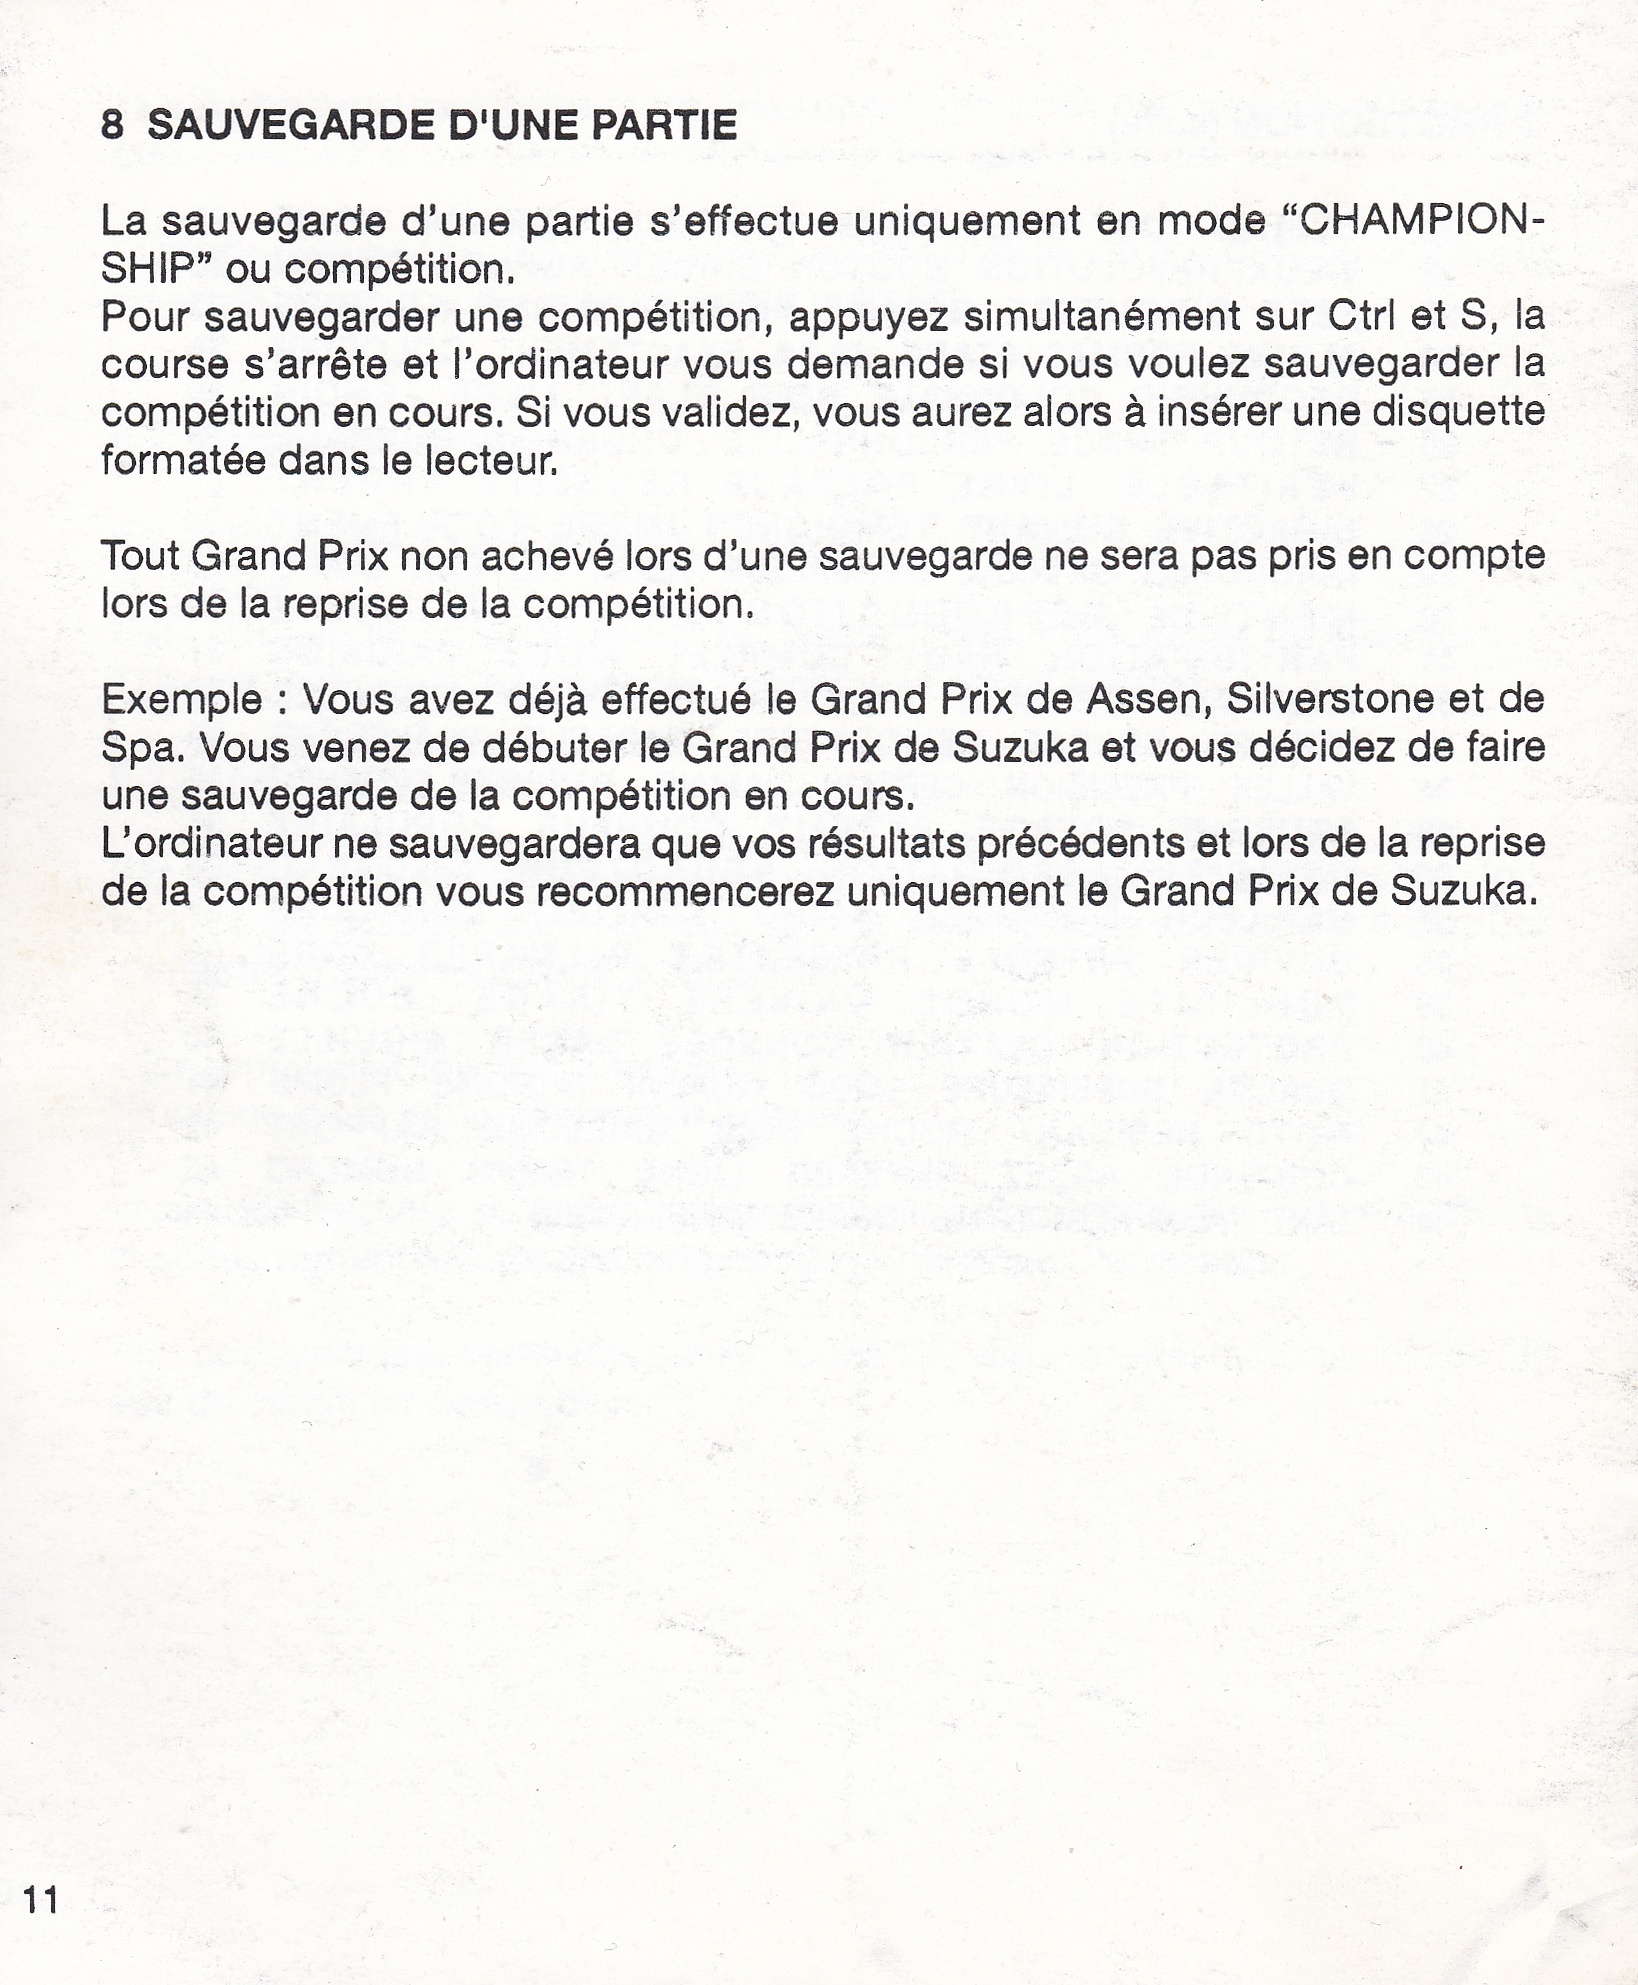 8 SAUVEGARDE D'UNE PARTIE
La sauvegarde d’une partie s’effectue uniquement en mode “CHAMPION-
SHIP” ou compétition.
Pour sauvegarder une compétition, appuyez simultanément sur Ctrl et S, la
course s’arrête et l’ordinateur vous demande si vous voulez sauvegarder la
compétition en cours. Si vous validez, vous aurez alors à insérer une disquette
formatée dans le lecteur.
Tout Grand Prix non achevé lors d’une sauvegarde ne sera pas pris en compte
lors de la reprise de la compétition.
Exemple : Vous avez déjà effectué le Grand Prix de Assen, Silverstone et de
Spa. Vous venez de débuter le Grand Prix de Suzuka et vous décidez de faire
une sauvegarde de la compétition en cours.
L’ordinateur ne sauvegardera que vos résultats précédents et lors de la reprise
de la compétition vous recommencerez uniquement le Grand Prix de Suzuka.
11